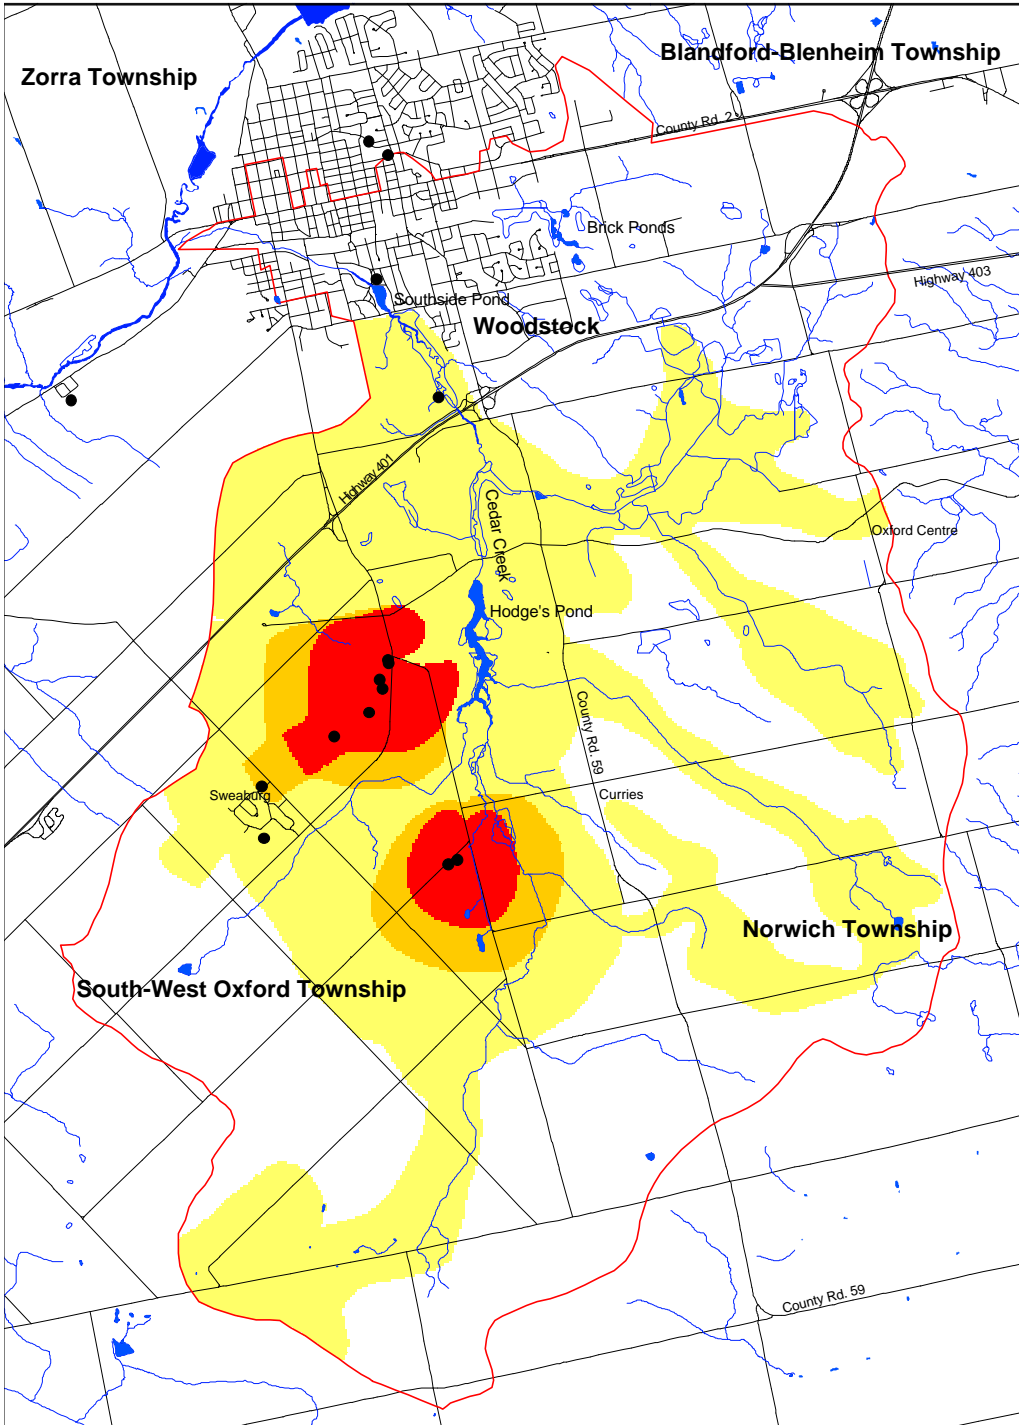 Blandford-Blenheim Township
Zorra Township
County Rd. 2
Brick Ponds
Highway 403
Southside Pond
Woodstock
Highway 401
Cedar Creek
Oxford Centre
Hodge's Pond
County Rd. 59
Sweaburg
Curries
Norwich Township
South-West Oxford Township
County Rd. 59